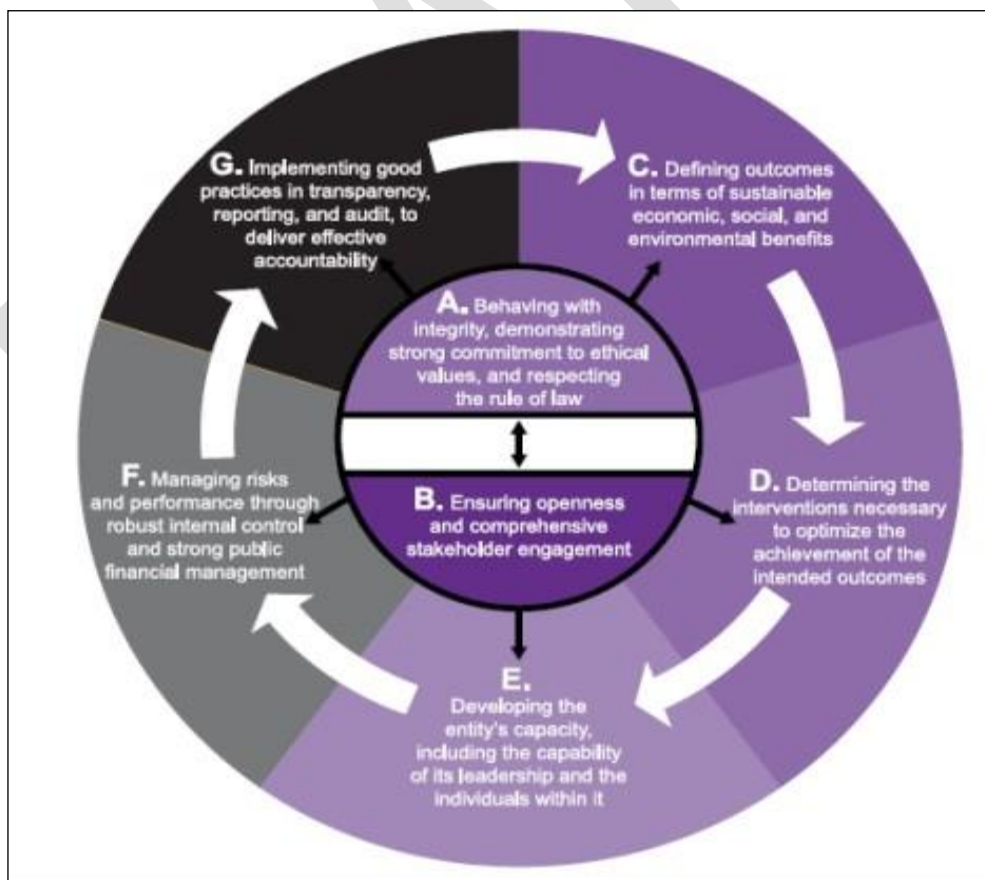 A. Behaving with
integrity, demonstrating
strong commitment to ethical
values, and respecting
the rule of law
B. Ensuring openness
and comprehensive
stakeholder engagement
C. Defining outcomes
in terms of sustainable
economic, social, and
environmental benefits
D. Determining the
interventions necessary
to optimize the
achievement of the
intended outcomes
E.
Developing the
entity's capacity,
including the capability
of its leadership and the
individuals within it
F. Managing risks
and performance through
robust internal control
and strong public
financial management
G. Implementing good
practices in transparency,
reporting, and audit, to
deliver effective
accountability